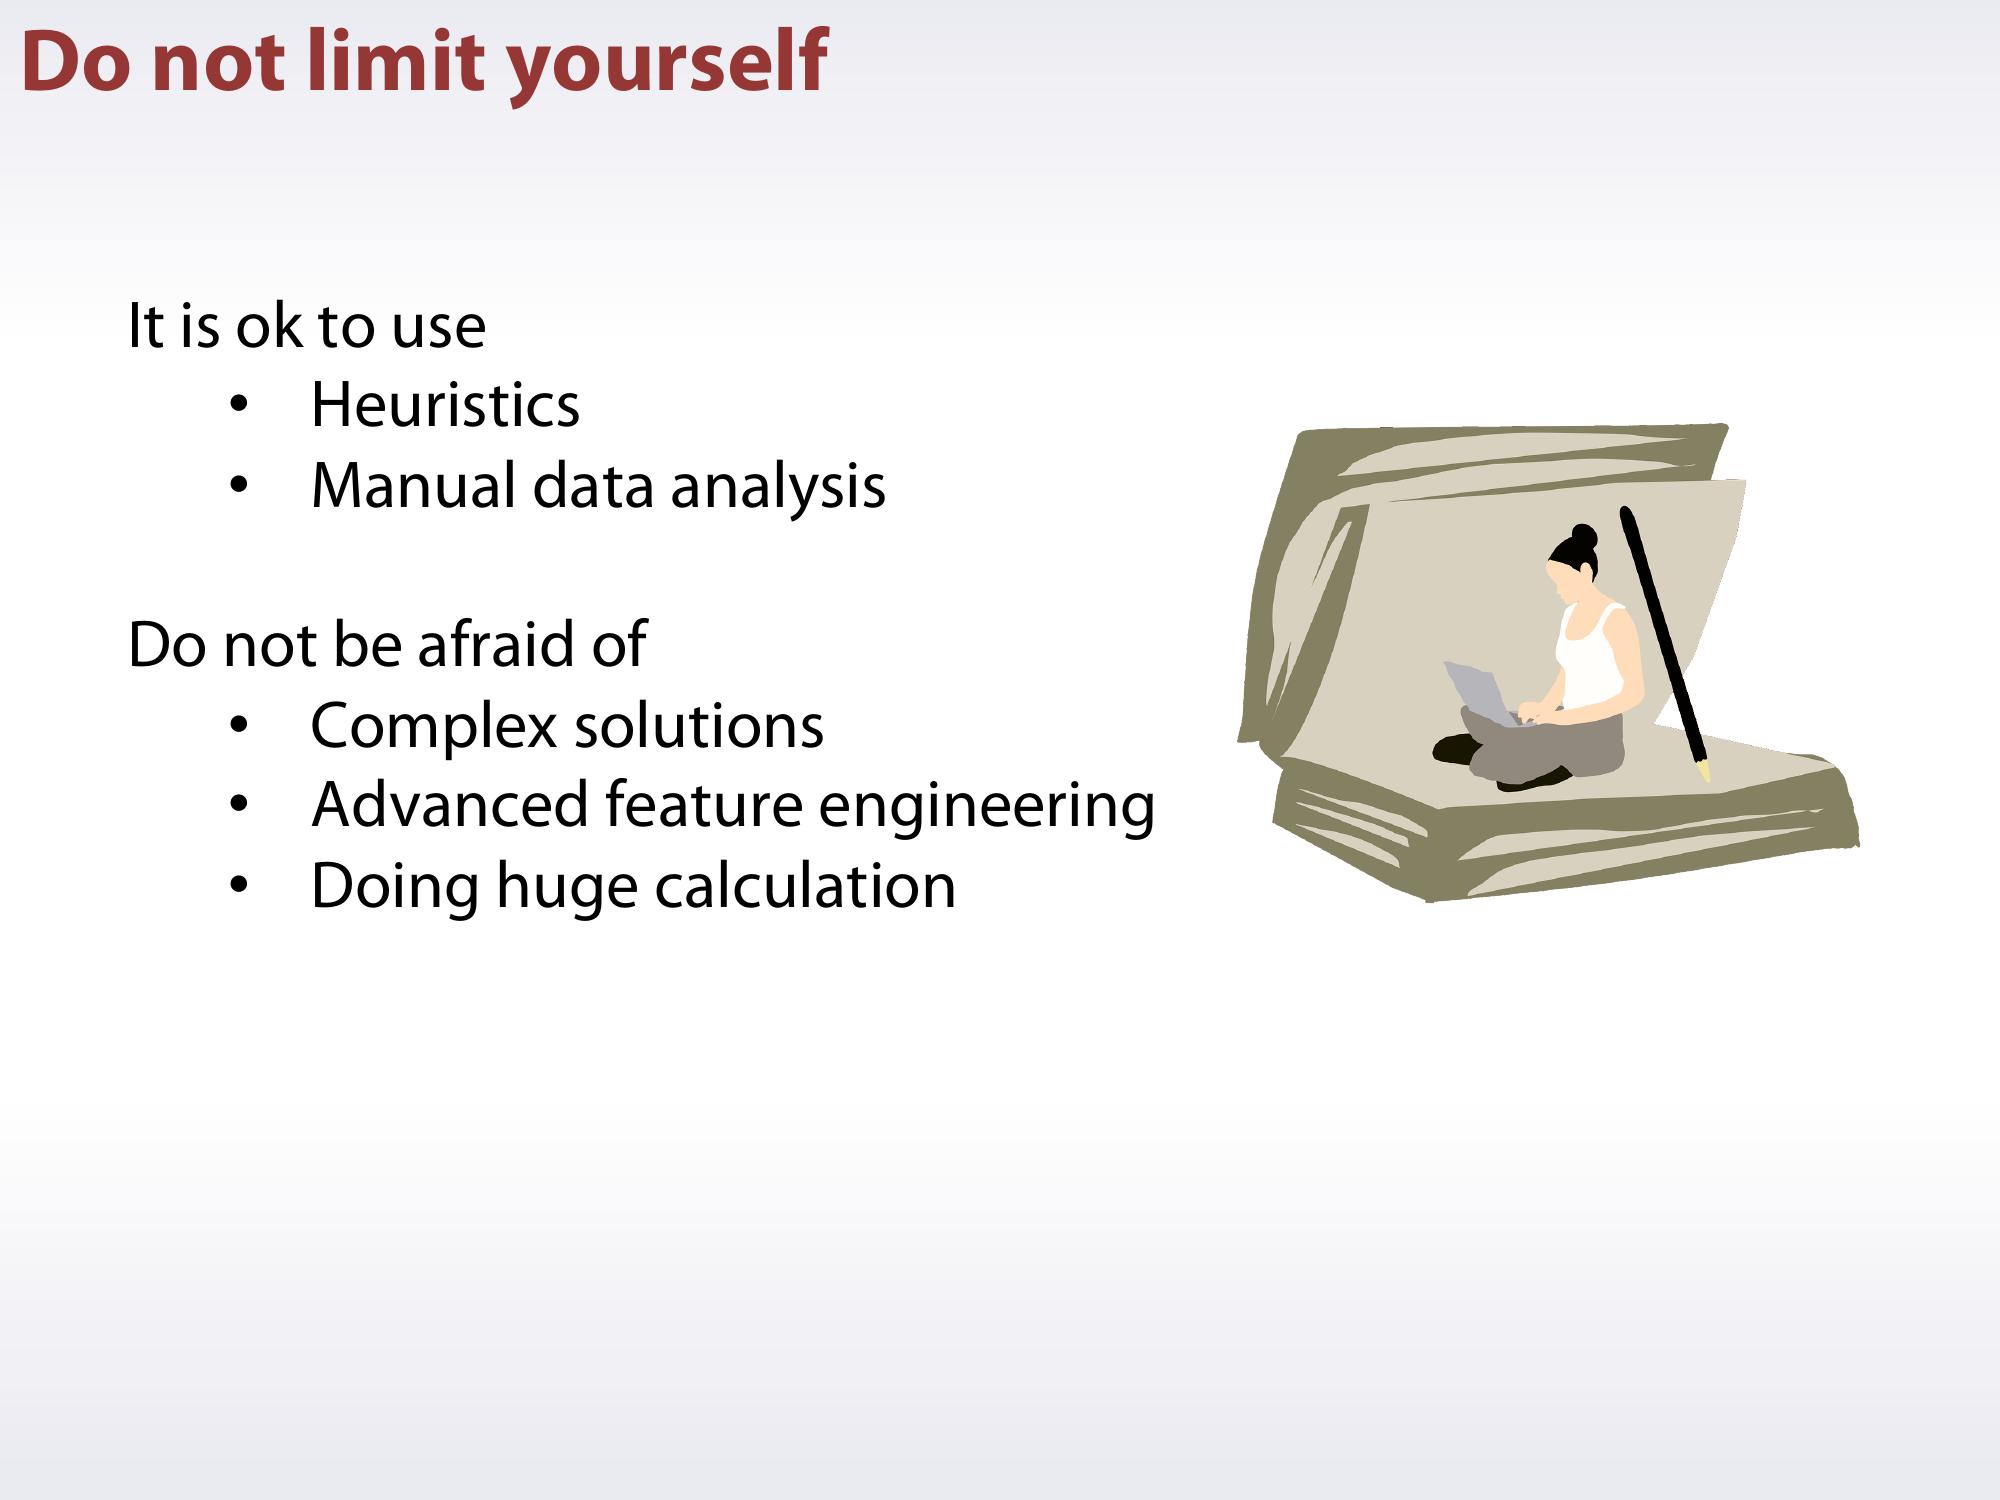 Do not limit yourself
It is ok to use
• Heuristics
• Manual data analysis
Do not be afraid of
• Complex solutions
• Advanced feature engineering
• Doing huge calculation